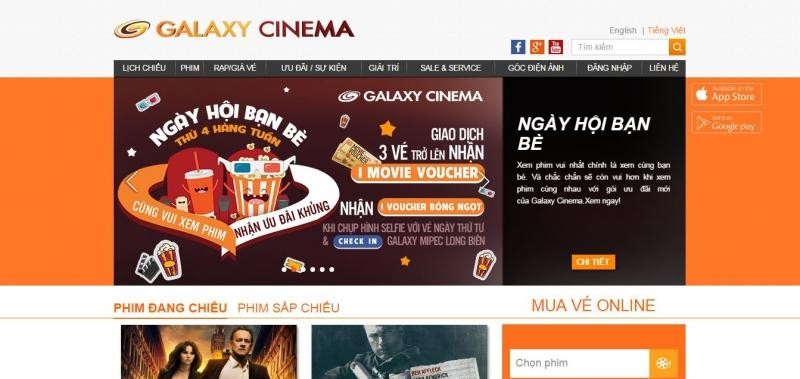 GALAXY CINEMA
English | Tiếng Việt
Tìm kiếm
LỊCH CHIẾU PHIM RẠP/GIÁ VÉ ƯU ĐÃI / SỰ KIỆN GIẢI TRÍ SALE & SERVICE GÓC ĐIỆN ẢNH ĐĂNG NHẬP LIÊN HỆ
Available on the
App Store
Get it on
Google play
GALAXY CINEMA
NGÀY HỘI BẠN BÈ
THỨ 4 HÀNG TUẦN
CÙNG VUI XEM PHIM
NHẬN ƯU ĐÃI KHỦNG
GIAO DỊCH
3 VÉ TRỞ LÊN NHẬN
1 MOVIE VOUCHER
NHẬN 1 VOUCHER BỎNG NGỌT
KHI CHỤP HÌNH SELFIE VỚI VÉ NGÀY THỨ TƯ
& CHECK IN GALAXY MIPEC LONG BIÊN
NGÀY HỘI BẠN
BÈ
Xem phim vui nhất chính là xem cùng bạn
bè. Và chắc chắn sẽ còn vui hơn khi xem
phim cùng nhau với gói ưu đãi mới
của Galaxy Cinema.Xem ngay!
CHI TIẾT
PHIM ĐANG CHIẾU PHIM SẮP CHIẾU
MUA VÉ ONLINE
BEN AFFLECK
ANNA KENDRICK
Chọn phim